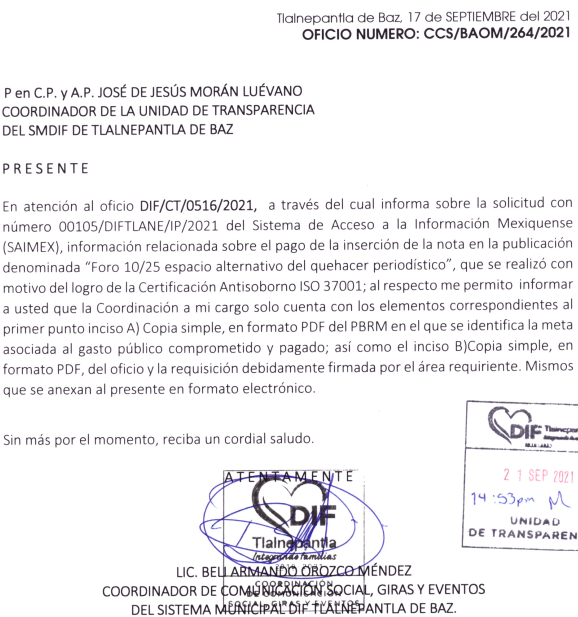 Tlalnepantla de Baz, 17 de SEPTIEMBRE del 2021
OFICIO NUMERO: CCS/BAOM/264/2021
P en C.P. y A.P. JOSÉ DE JESÚS MORÁN LUÉVANO
COORDINADOR DE LA UNIDAD DE TRANSPARENCIA
DEL SMDIF DE TLALNEPANTLA DE BAZ
P R E S E N T E
En atención al oficio DIF/CT/0516/2021, a través del cual informa sobre la solicitud con
número 00105/DIFTLANE/IP/2021 del Sistema de Acceso a la Información Mexiquense
(SAIMEX), información relacionada sobre el pago de la inserción de la nota en la publicación
denominada “Foro 10/25 espacio alternativo del quehacer periodístico”, que se realizó con
motivo del logro de la Certificación Antisoborno ISO 37001; al respecto me permito informar
a usted que la Coordinación a mi cargo solo cuenta con los elementos correspondientes al
primer punto inciso A) Copia simple, en formato PDF del PBRM en el que se identifica la meta
asociada al gasto público comprometido y pagado; así como el inciso B)Copia simple, en
formato PDF, del oficio y la requisición debidamente firmada por el área requiriente. Mismos
que se anexan al presente en formato electrónico.
Sin más por el momento, reciba un cordial saludo.
DIF Tlalnepan
21 SEP 2021
14:53pm
UNIDAD
DE TRANSPAREN
A T E N T A M E N T E
DIF
Tlalnepantla
Integrando familias
COORDINACIÓN
DE COMUNICACIÓN
SOCIAL, GIRAS Y EVENTOS
LIC. BELI ARMANDO OROZCO MÉNDEZ
COORDINADOR DE COMUNICACIÓN SOCIAL, GIRAS Y EVENTOS
DEL SISTEMA MUNICIPAL DIF TLALNEPANTLA DE BAZ.